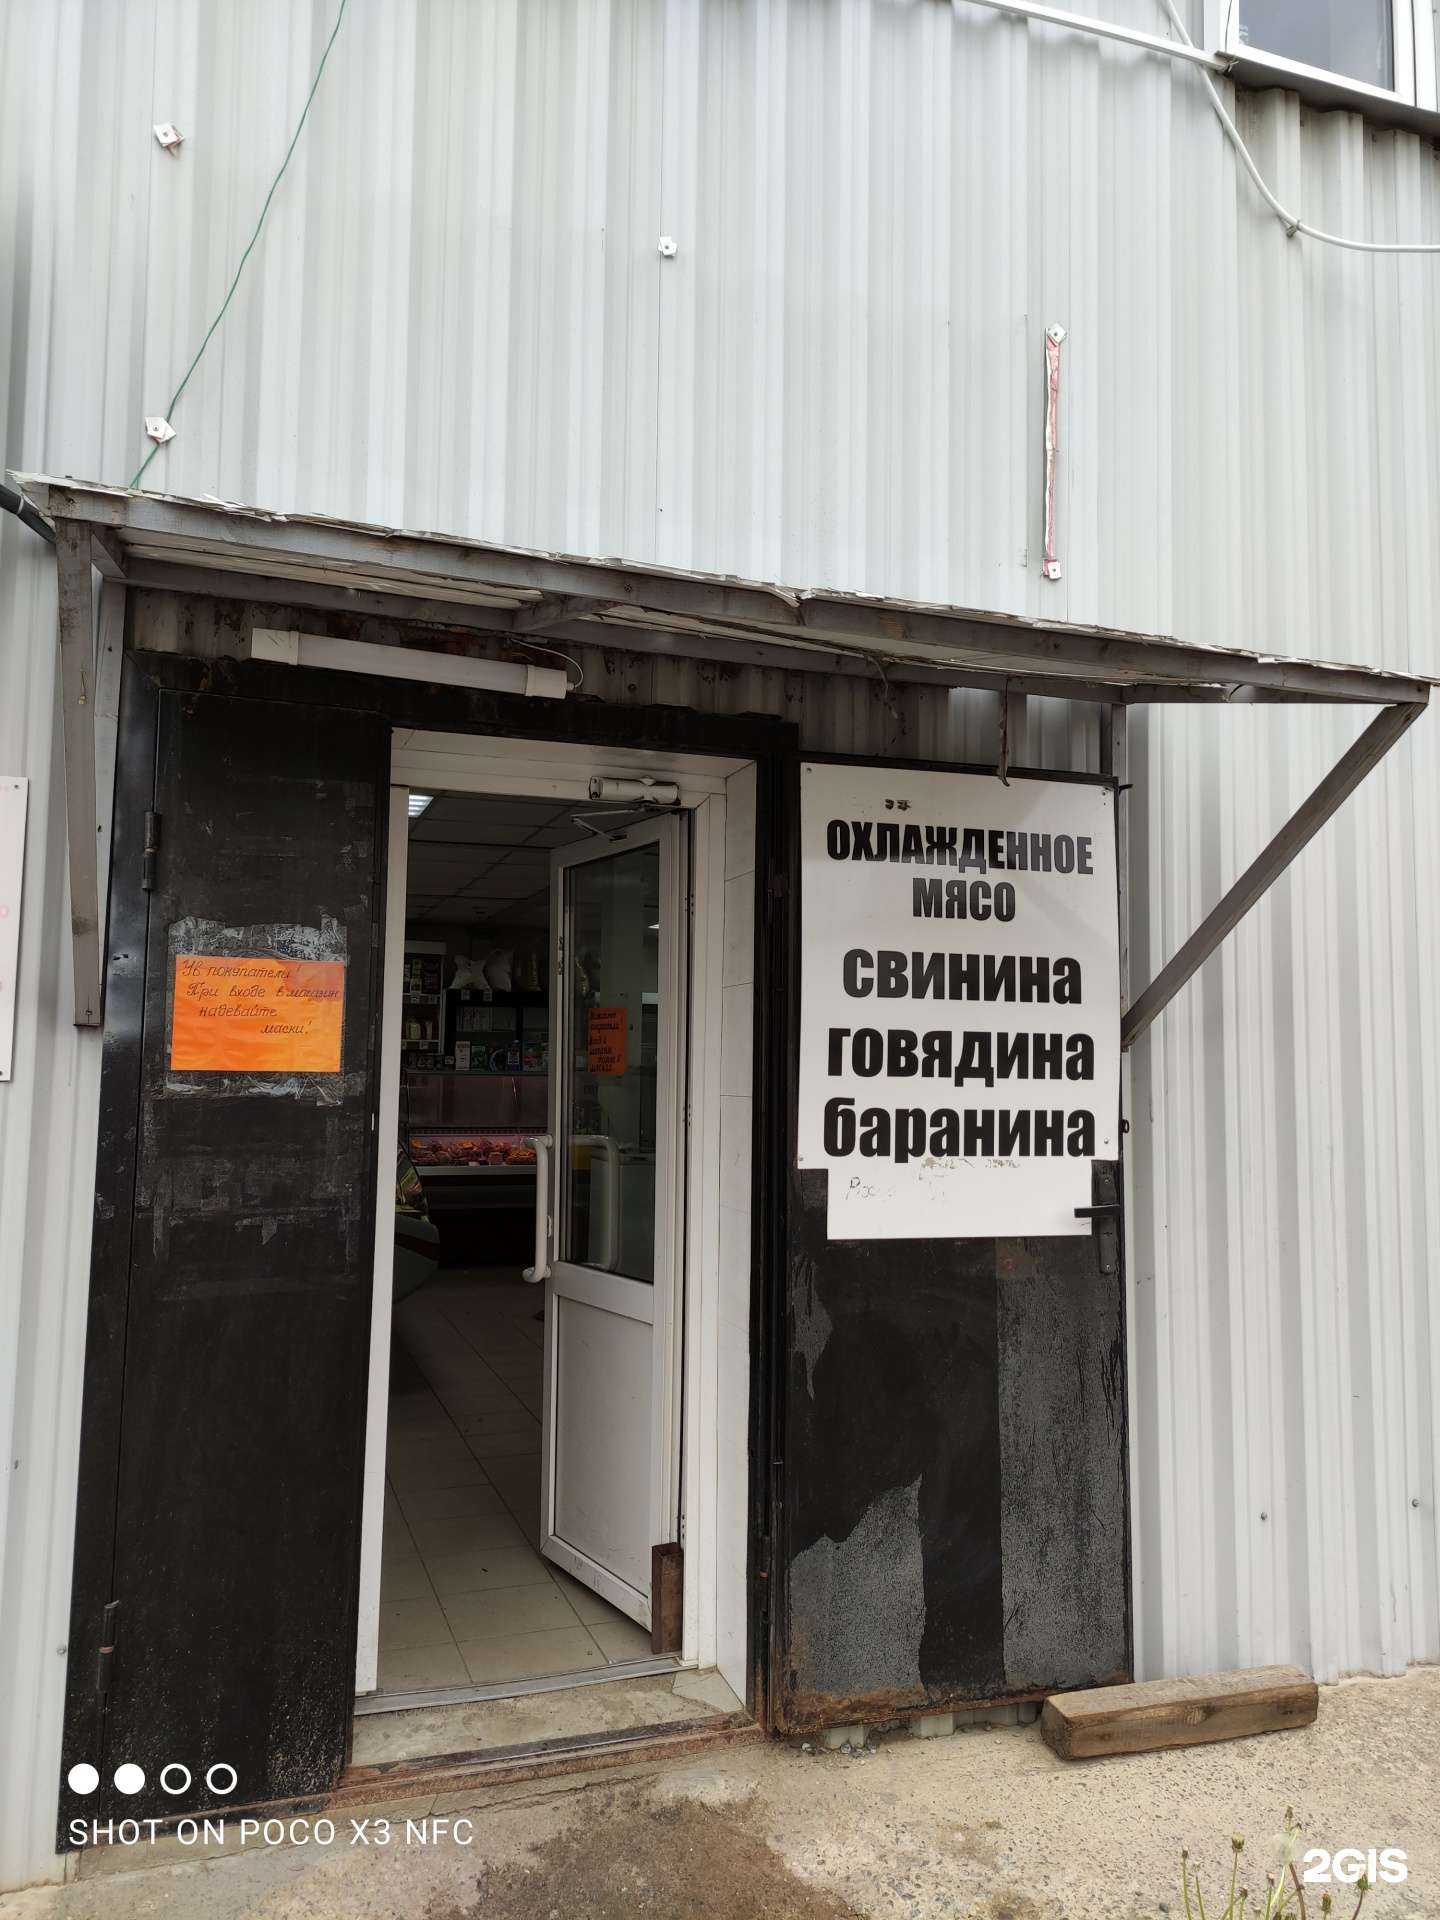 ОХЛАЖДЕННОЕ
МЯСО
СВИНИНА
ГОВЯДИНА
баранина
Ув покупатели!
При входе в магазин
надевайте
маски!
SHOT ON POCO X3 NFC
2GIS